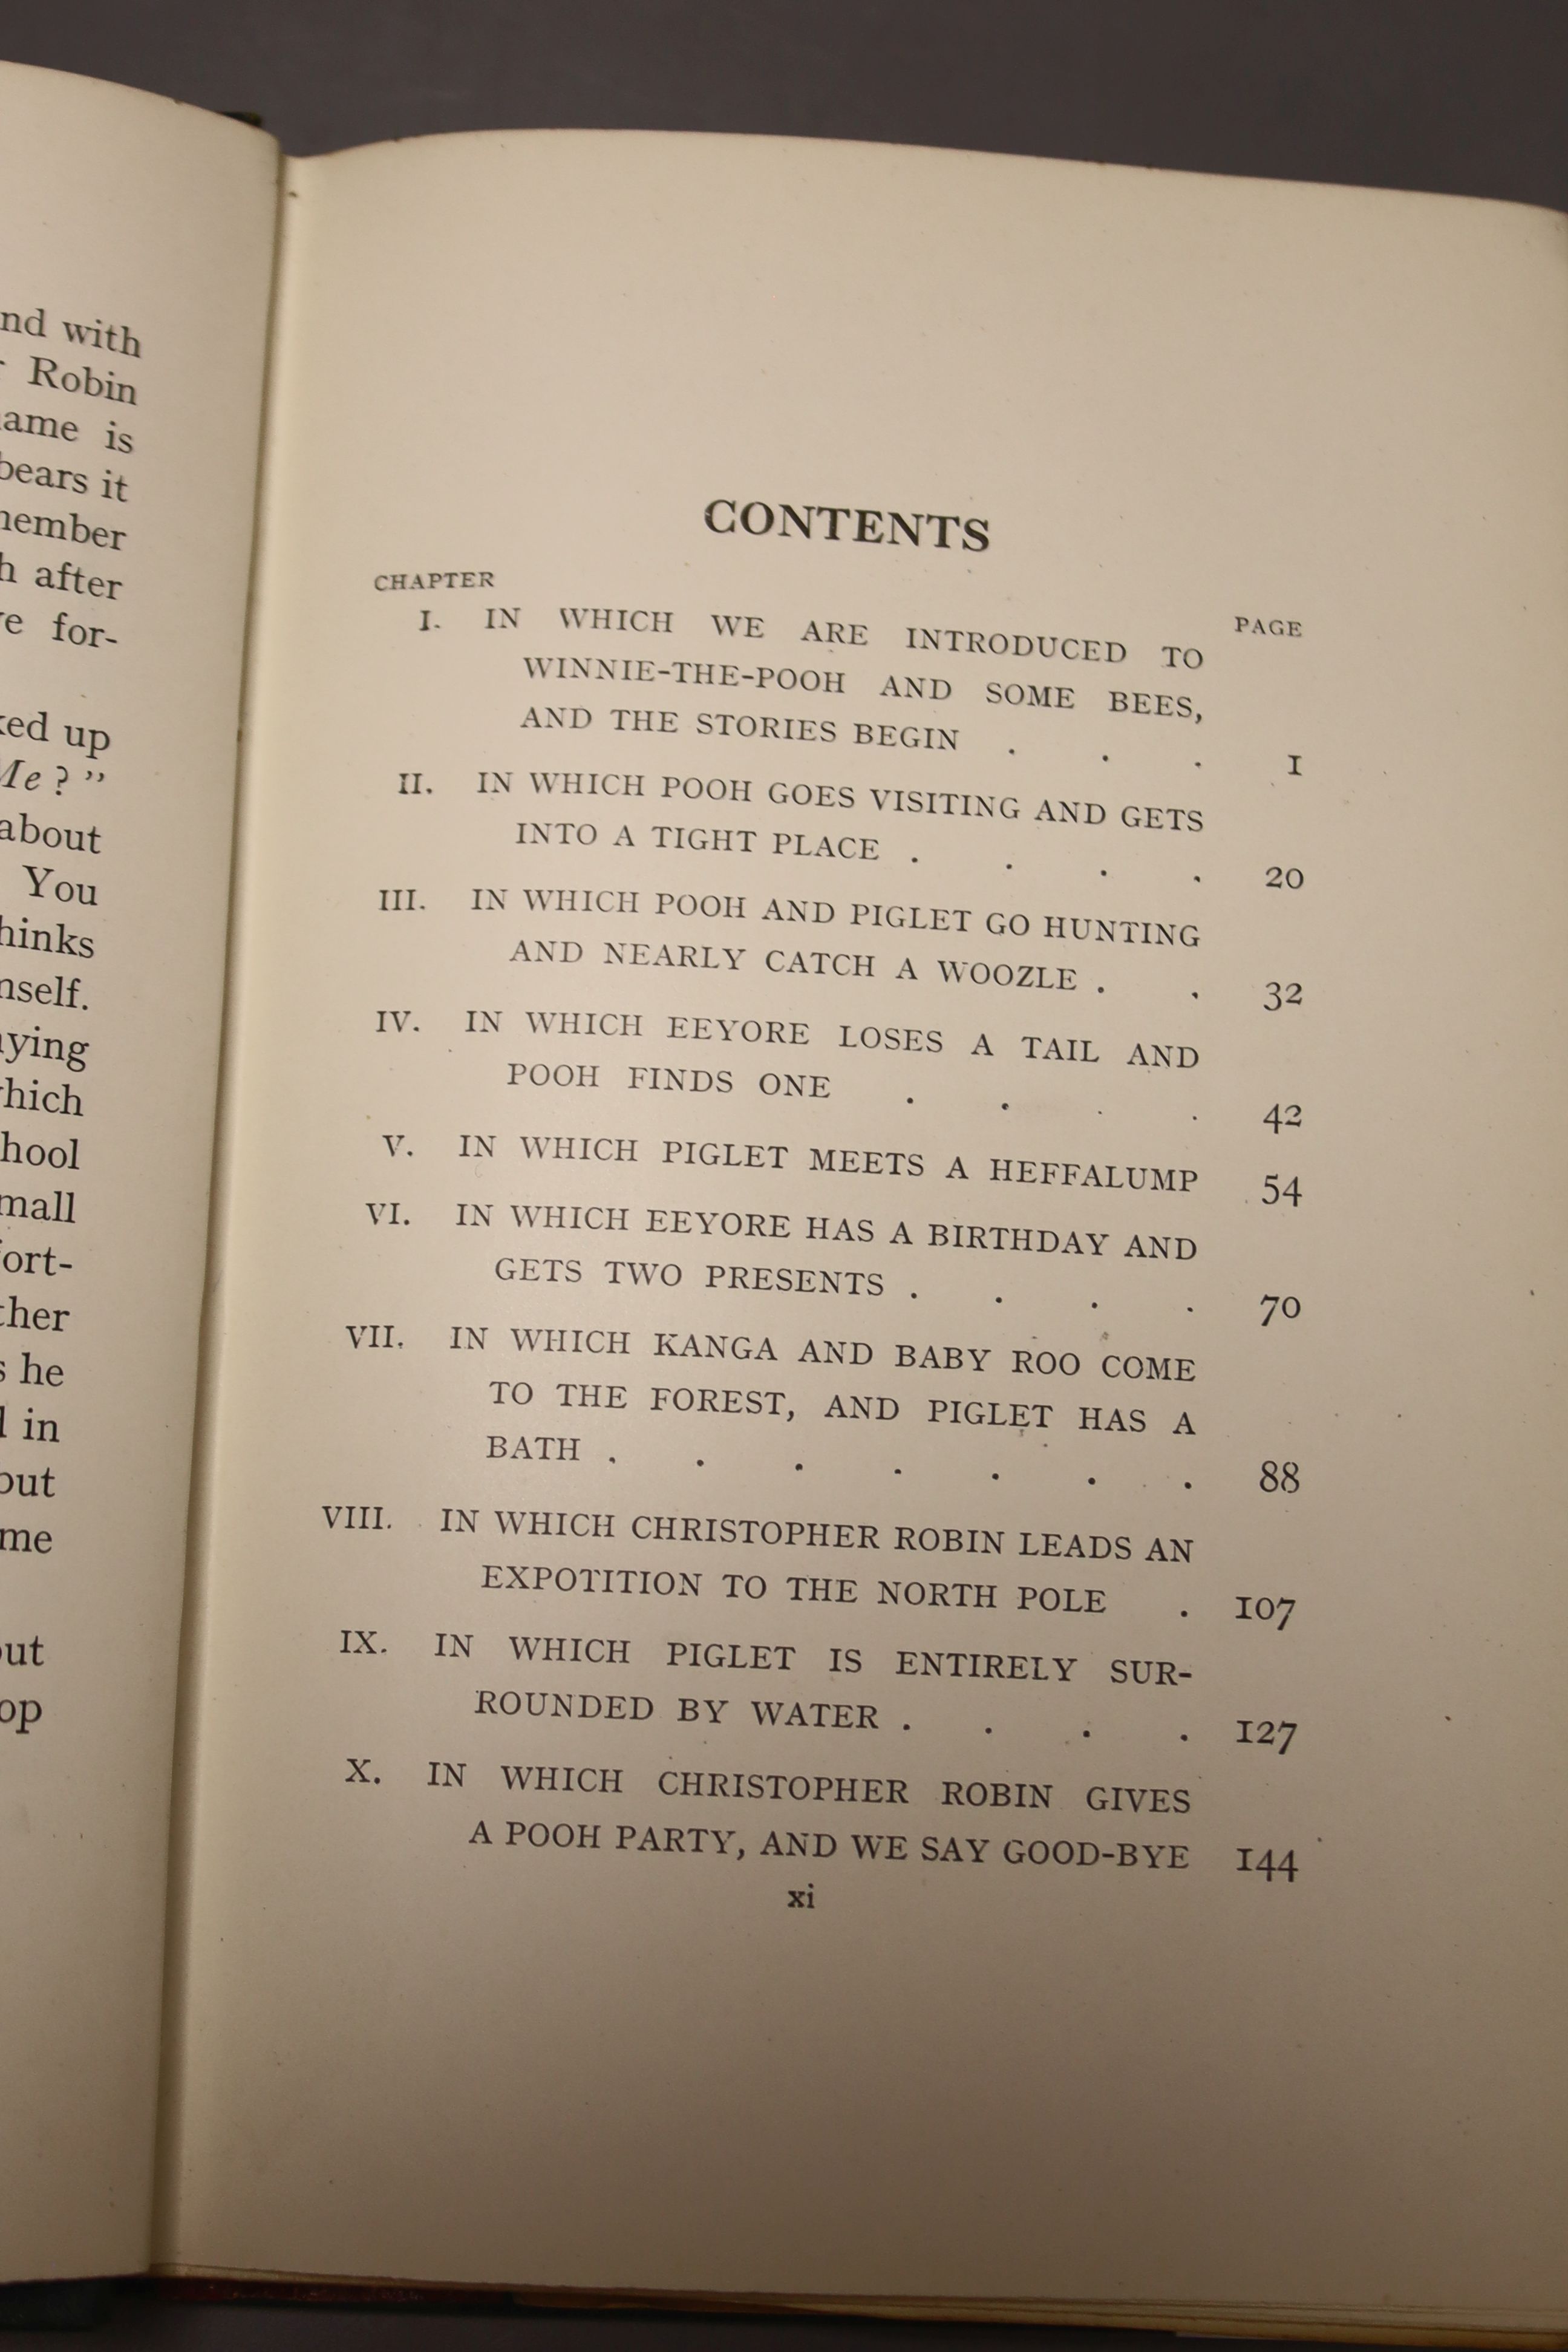 nd with
Robin
ame is
bears it
member
h after
e for-
ked up
Me ? ”
about
You
hinks
mself.
ying
which
hool
mall
ort-
ther
s he
d in
but
me
out
op
CONTENTS
CHAPTER
PAGE
I. IN WHICH WE ARE INTRODUCED TO
WINNIE-THE-POOH AND SOME BEES,
AND THE STORIES BEGIN . . . 1
II. IN WHICH POOH GOES VISITING AND GETS
INTO A TIGHT PLACE . . . . 20
III. IN WHICH POOH AND PIGLET GO HUNTING
AND NEARLY CATCH A WOOZLE . . 32
IV. IN WHICH EEYORE LOSES A TAIL AND
POOH FINDS ONE . . . . 42
V. IN WHICH PIGLET MEETS A HEFFALUMP 54
VI. IN WHICH EEYORE HAS A BIRTHDAY AND
GETS TWO PRESENTS . . . . 70
VII. IN WHICH KANGA AND BABY ROO COME
TO THE FOREST, AND PIGLET HAS A
BATH . . . . . . . 88
VIII. IN WHICH CHRISTOPHER ROBIN LEADS AN
EXPOTITION TO THE NORTH POLE . 107
IX. IN WHICH PIGLET IS ENTIRELY SUR-
ROUNDED BY WATER . . . . 127
X. IN WHICH CHRISTOPHER ROBIN GIVES
A POOH PARTY, AND WE SAY GOOD-BYE 144
xi